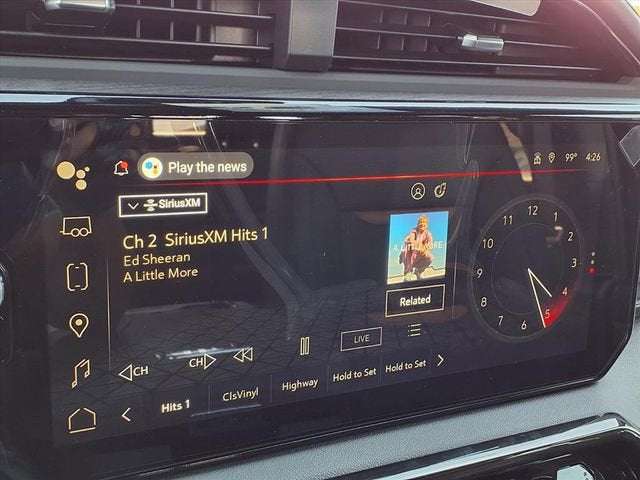 Play the news
99° 4:26
SiriusXM
Ch 2 SiriusXM Hits 1
Ed Sheeran
A Little More
A LITTLE MORE
Related
12
1
2
3
4
5
6
7
8
9
10
11
CH
CH
LIVE
Hits 1
ClsVinyl
Highway
Hold to Set
Hold to Set